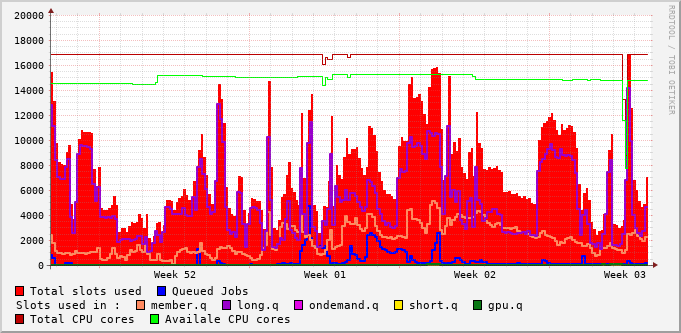 20000
18000
16000
14000
12000
10000
8000
6000
4000
2000
0
Week 52 Week 01 Week 02 Week 03
RRDTOOL / TOBI OETIKER
Total slots used Queued Jobs
Slots used in : member.q long.q ondemand.q short.q gpu.q
Total CPU cores Availale CPU cores